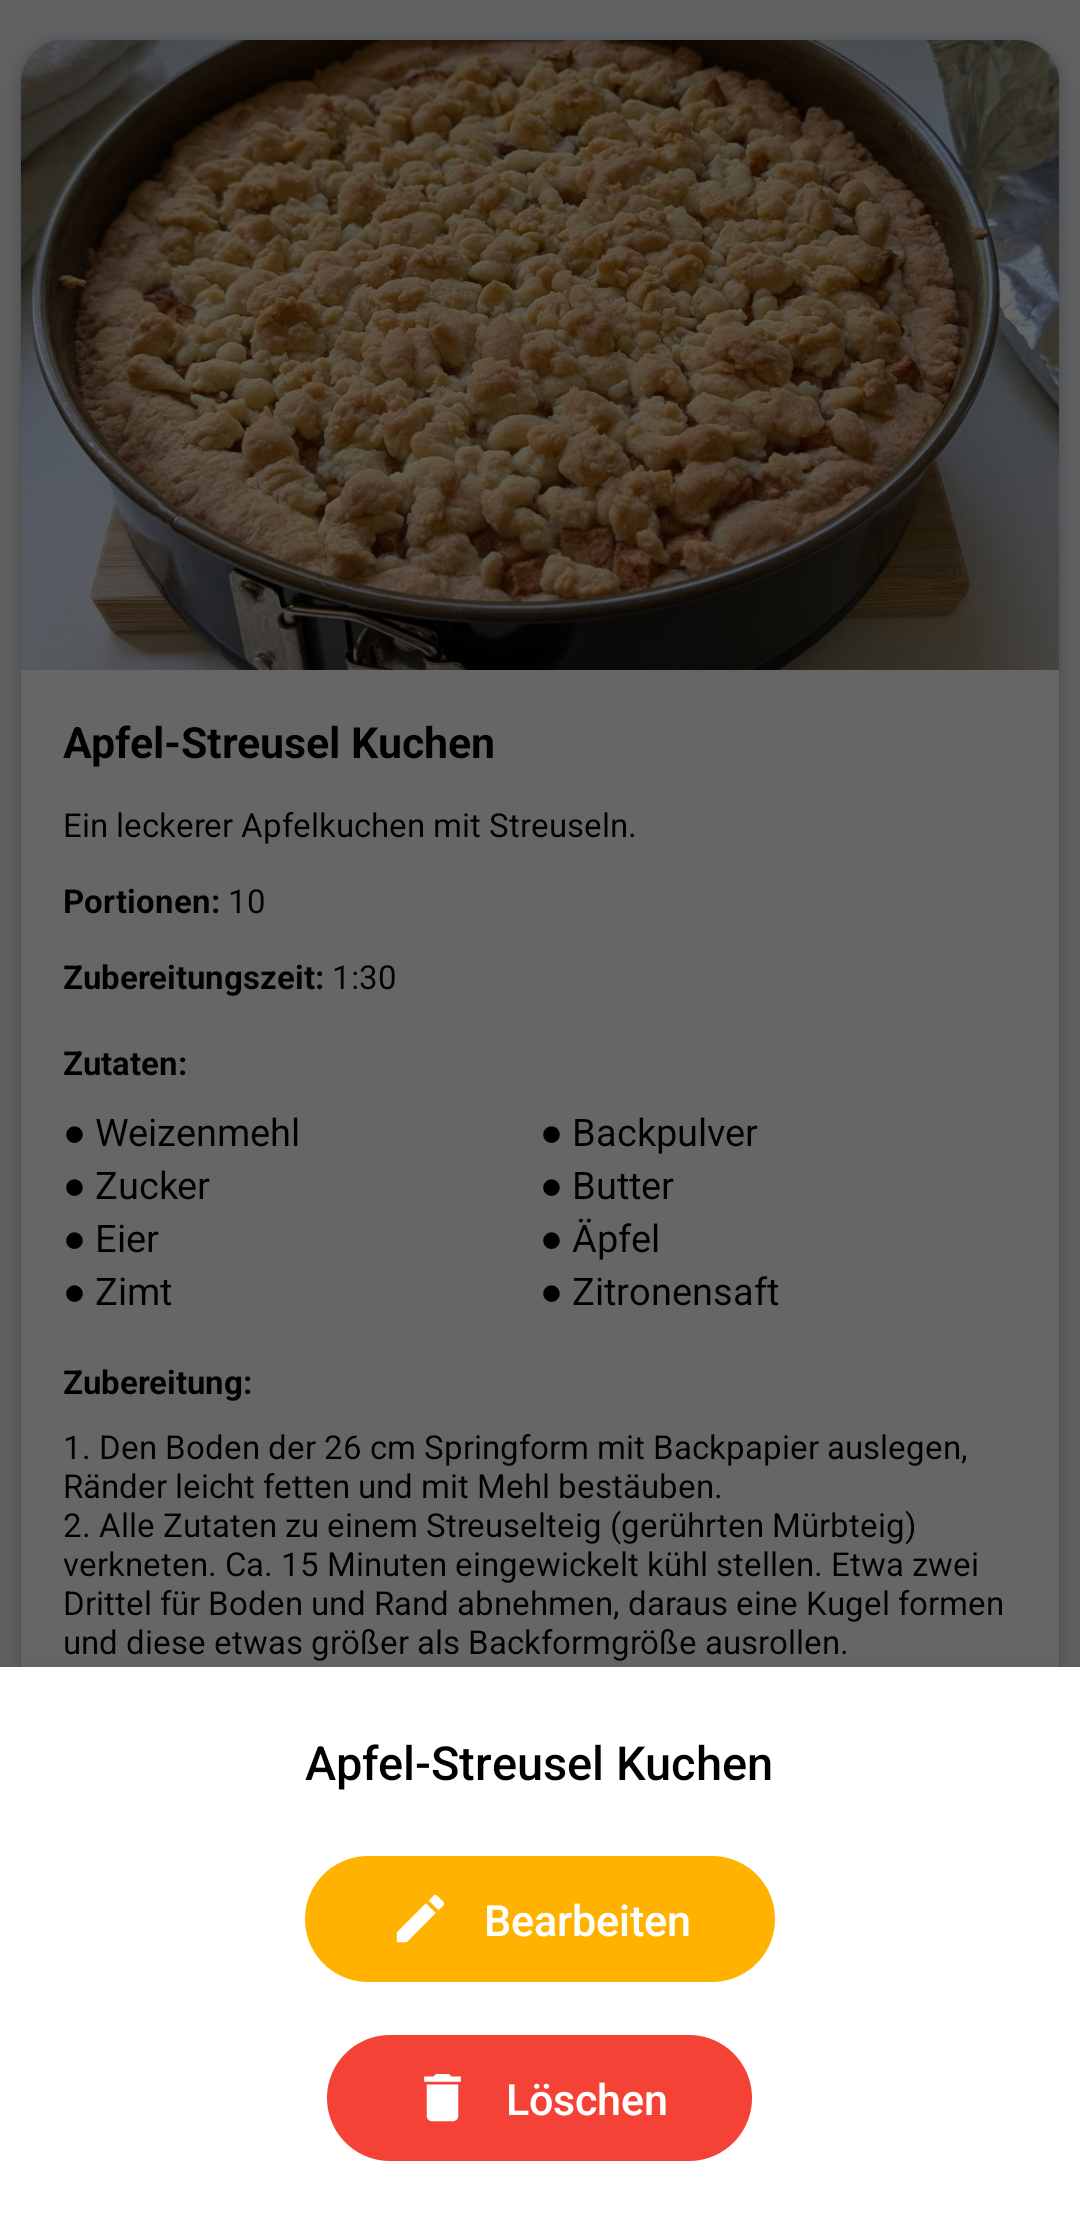 Apfel-Streusel Kuchen
Ein leckerer Apfelkuchen mit Streuseln.
Portionen: 10
Zubereitungszeit: 1:30
Zutaten:
● Weizenmehl
● Backpulver
● Zucker
● Butter
● Eier
● Äpfel
● Zimt
● Zitronensaft
Zubereitung:
1. Den Boden der 26 cm Springform mit Backpapier auslegen,
Ränder leicht fetten und mit Mehl bestäuben.
2. Alle Zutaten zu einem Streuselteig (gerührten Mürbteig)
verkneten. Ca. 15 Minuten eingewickelt kühl stellen. Etwa zwei
Drittel für Boden und Rand abnehmen, daraus eine Kugel formen
und diese etwas größer als Backformgröße ausrollen.
Apfel-Streusel Kuchen
Bearbeiten
Löschen